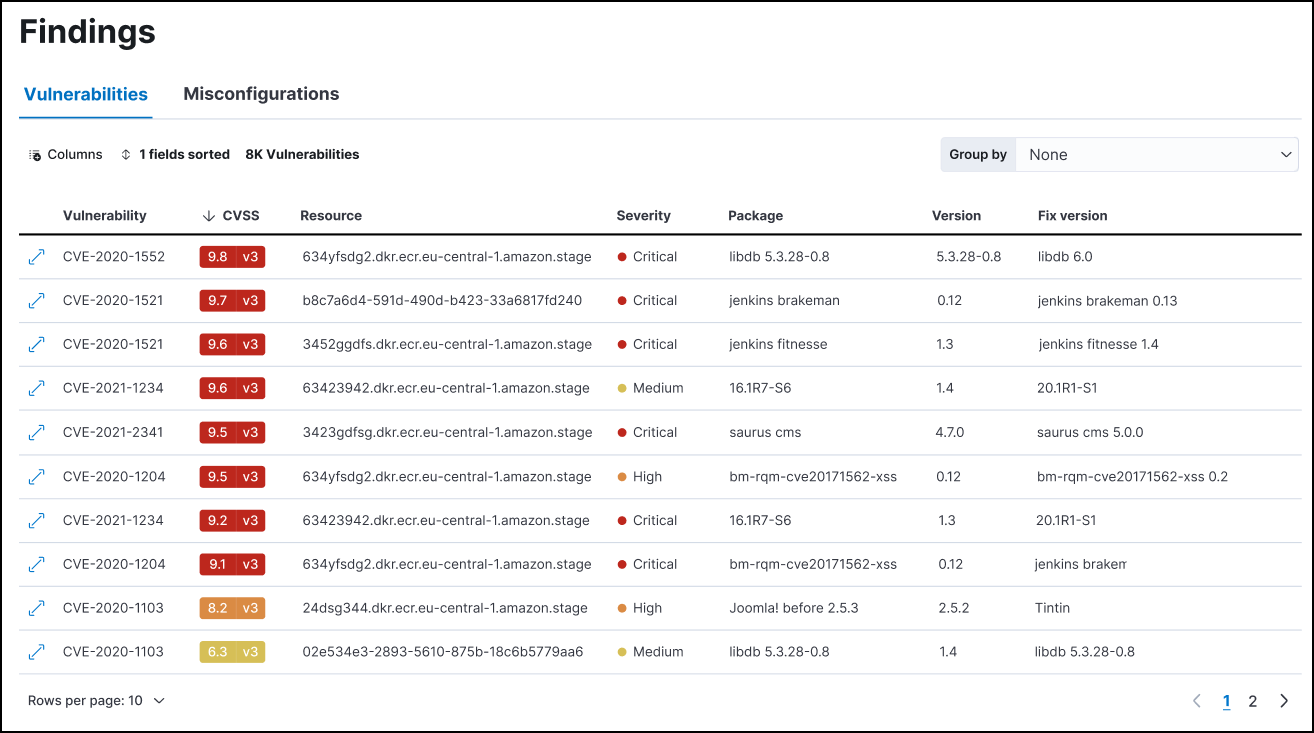 Findings
Vulnerabilities Misconfigurations
Columns 1 fields sorted 8K Vulnerabilities Group by None
Vulnerability CVSS Resource Severity Package Version Fix version
CVE-2020-1552 9.8 v3 634yfsdg2.dkr.ecr.eu-central-1.amazon.stage Critical libdb 5.3.28-0.8 5.3.28-0.8 libdb 6.0
CVE-2020-1521 9.7 v3 b8c7a6d4-591d-490d-b423-33a6817fd240 Critical jenkins brakeman 0.12 jenkins brakeman 0.13
CVE-2020-1521 9.6 v3 3452ggdfs.dkr.ecr.eu-central-1.amazon.stage Critical jenkins fitnesse 1.3 jenkins fitnesse 1.4
CVE-2021-1234 9.6 v3 63423942.dkr.ecr.eu-central-1.amazon.stage Medium 16.1R7-S6 1.4 20.1R1-S1
CVE-2021-2341 9.5 v3 3423gdfsg.dkr.ecr.eu-central-1.amazon.stage Critical saurus cms 4.7.0 saurus cms 5.0.0
CVE-2020-1204 9.5 v3 634yfsdg2.dkr.ecr.eu-central-1.amazon.stage High bm-rqm-cve20171562-xss 0.12 bm-rqm-cve20171562-xss 0.2
CVE-2021-1234 9.2 v3 63423942.dkr.ecr.eu-central-1.amazon.stage Critical 16.1R7-S6 1.3 20.1R1-S1
CVE-2020-1204 9.1 v3 634yfsdg2.dkr.ecr.eu-central-1.amazon.stage Critical bm-rqm-cve20171562-xss 0.12 jenkins brakem
CVE-2020-1103 8.2 v3 24dsg344.dkr.ecr.eu-central-1.amazon.stage High Joomla! before 2.5.3 2.5.2 Tintin
CVE-2020-1103 6.3 v3 02e534e3-2893-5610-875b-18c6b5779aa6 Medium libdb 5.3.28-0.8 1.4 libdb 5.3.28-0.8
Rows per page: 10 1 2